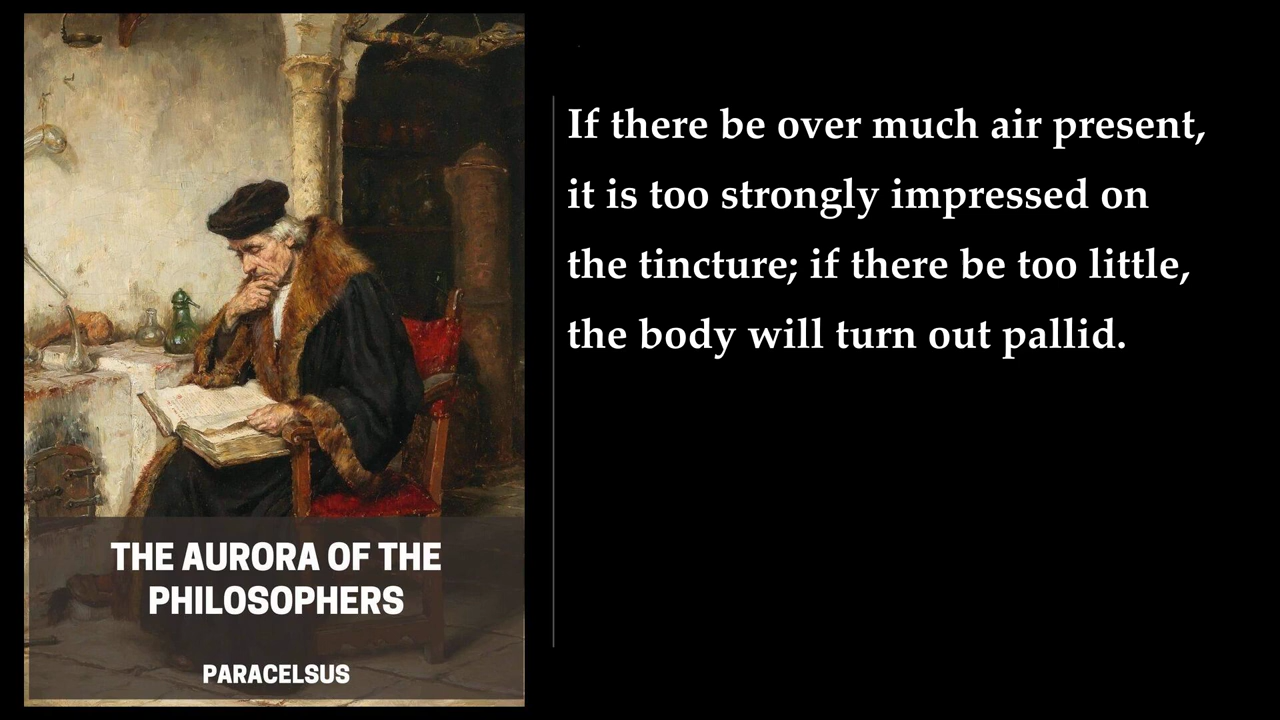 If there be over much air present,
it is too strongly impressed on
the tincture; if there be too little,
the body will turn out pallid.
THE AURORA OF THE
PHILOSOPHERS
PARACELSUS